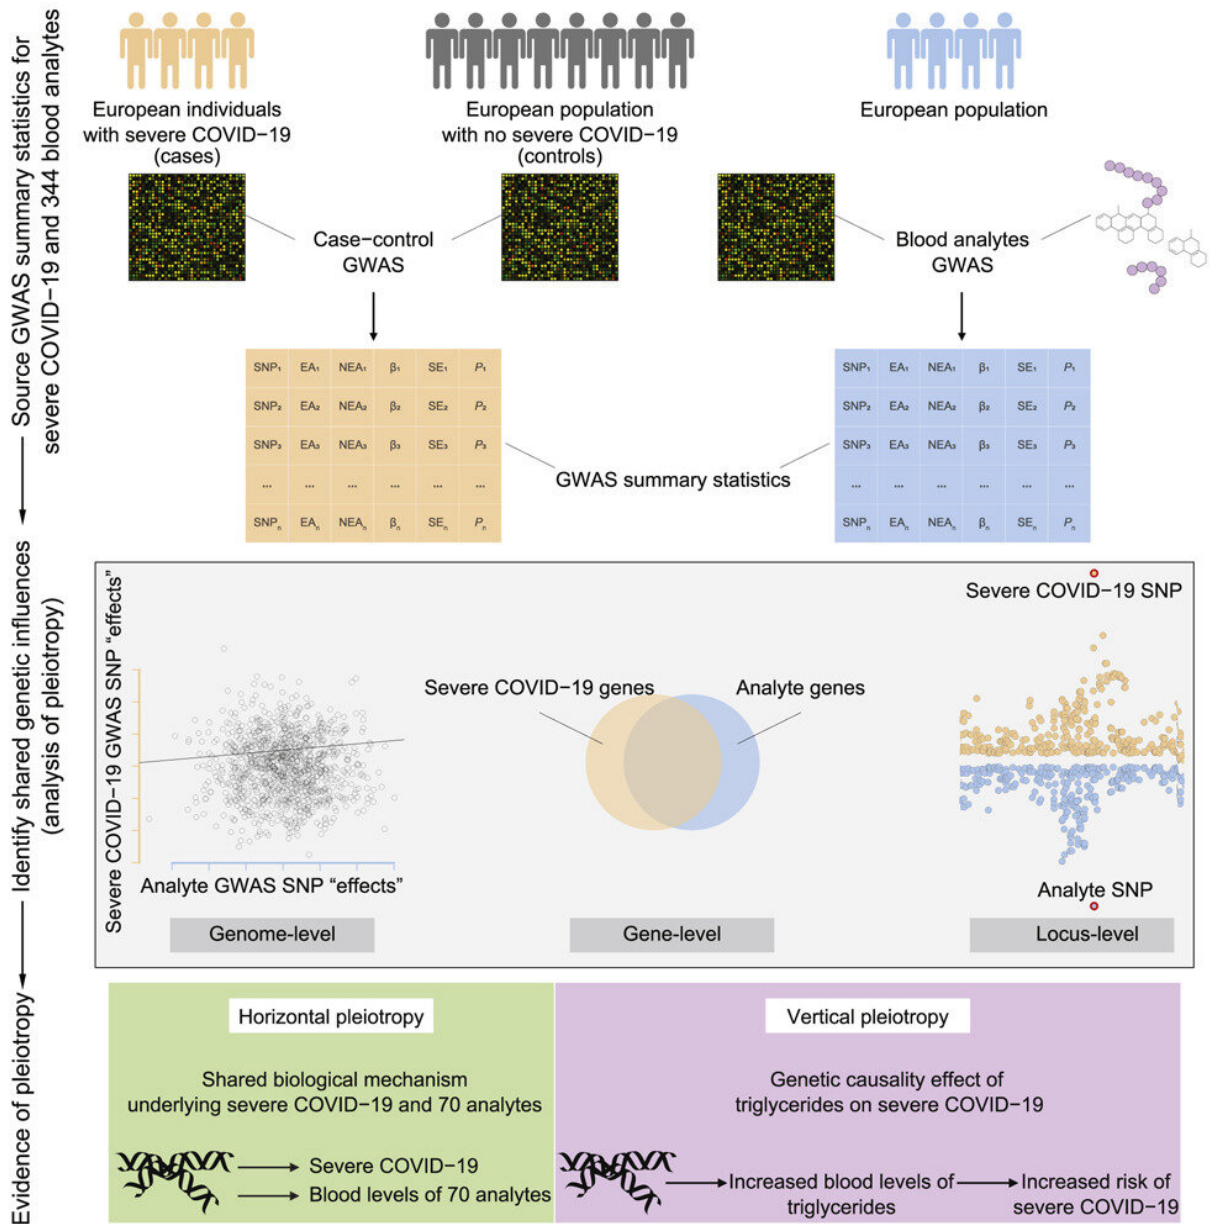 Source GWAS summary statistics for
severe COVID−19 and 344 blood analytes
European individuals
with severe COVID−19
(cases)
European population
with no severe COVID−19
(controls)
European population
Case−control
GWAS
Blood analytes
GWAS
SNP₁ EA₁ NEA₁ β₁ SE₁ P₁
SNP₂ EA₂ NEA₂ β₂ SE₂ P₂
SNP₃ EA₃ NEA₃ β₃ SE₃ P₃
... ... ... ... ... ...
SNPₙ EAₙ NEAₙ βₙ SEₙ Pₙ
GWAS summary statistics
SNP₁ EA₁ NEA₁ β₁ SE₁ P₁
SNP₂ EA₂ NEA₂ β₂ SE₂ P₂
SNP₃ EA₃ NEA₃ β₃ SE₃ P₃
... ... ... ... ... ...
SNPₙ EAₙ NEAₙ βₙ SEₙ Pₙ
Identify shared genetic influences
(analysis of pleiotropy)
Severe COVID−19 GWAS SNP “effects”
Analyte GWAS SNP “effects”
Genome-level
Severe COVID−19 genes
Analyte genes
Gene-level
Severe COVID−19 SNP
Analyte SNP
Locus-level
Evidence of pleiotropy
Horizontal pleiotropy
Shared biological mechanism
underlying severe COVID−19 and 70 analytes
Severe COVID−19
Blood levels of 70 analytes
Vertical pleiotropy
Genetic causality effect of
triglycerides on severe COVID−19
Increased blood levels of
triglycerides
Increased risk of
severe COVID−19